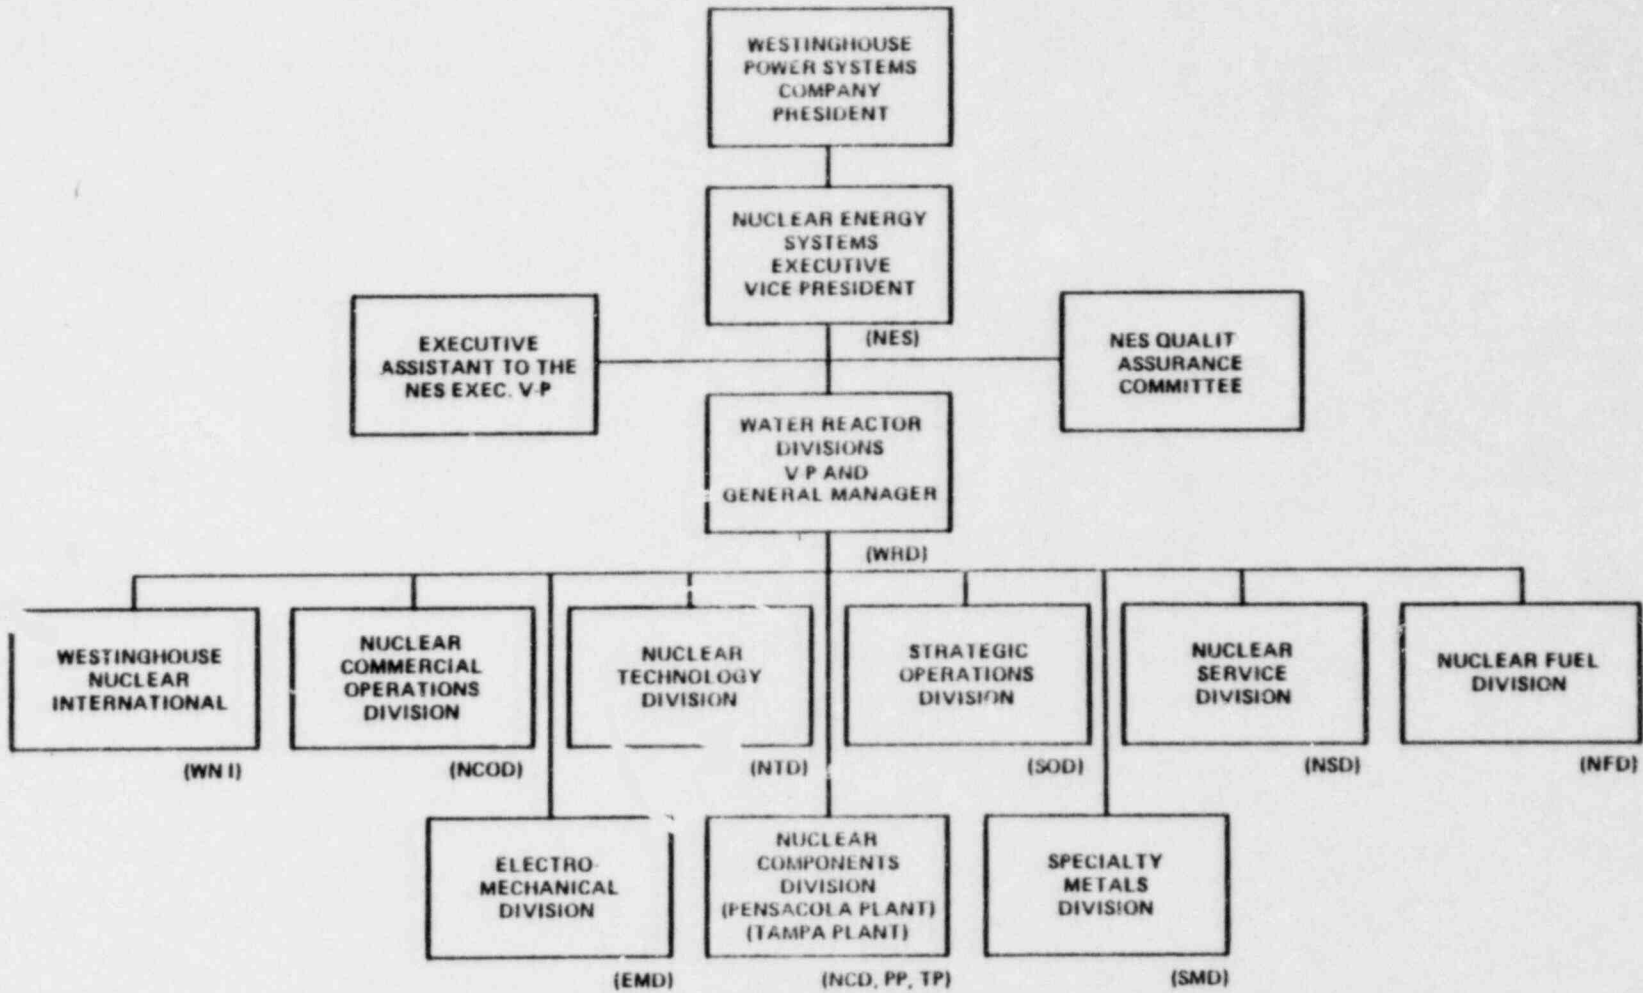 WESTINGHOUSE
POWER SYSTEMS
COMPANY
PRESIDENT
NUCLEAR ENERGY
SYSTEMS
EXECUTIVE
VICE PRESIDENT
(NES)
EXECUTIVE
ASSISTANT TO THE
NES EXEC. V-P
NES QUALIT
ASSURANCE
COMMITTEE
WATER REACTOR
DIVISIONS
V P AND
GENERAL MANAGER
(WRD)
WESTINGHOUSE
NUCLEAR
INTERNATIONAL
(WN I)
NUCLEAR
COMMERCIAL
OPERATIONS
DIVISION
(NCOD)
NUCLEAR
TECHNOLOGY
DIVISION
(NTD)
STRATEGIC
OPERATIONS
DIVISION
(SOD)
NUCLEAR
SERVICE
DIVISION
(NSD)
NUCLEAR FUEL
DIVISION
(NFD)
ELECTRO-
MECHANICAL
DIVISION
(EMD)
NUCLEAR
COMPONENTS
DIVISION
(PENSACOLA PLANT)
(TAMPA PLANT)
(NCD, PP, TP)
SPECIALTY
METALS
DIVISION
(SMD)